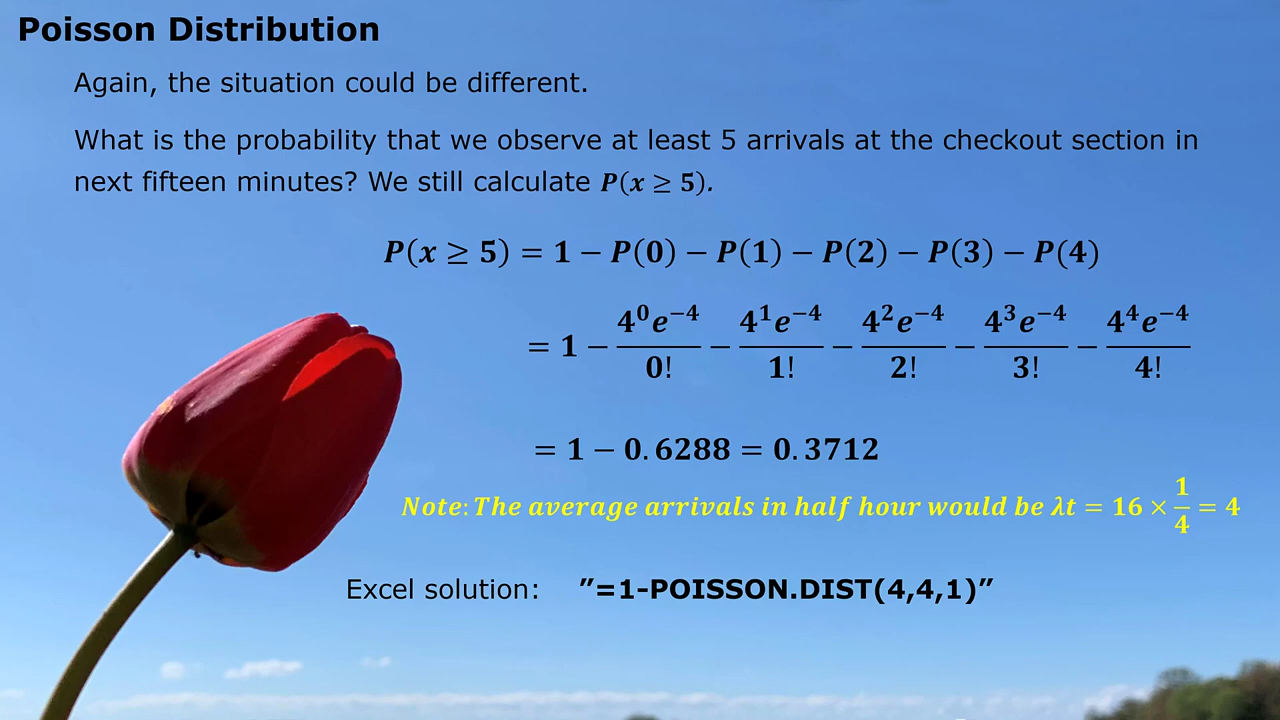 Poisson Distribution
Again, the situation could be different.
What is the probability that we observe at least 5 arrivals at the checkout section in
next fifteen minutes? We still calculate P(x ≥ 5).
P(x ≥ 5) = 1 − P(0) − P(1) − P(2) − P(3) − P(4)
= 1 − 4⁰e⁻⁴/0! − 4¹e⁻⁴/1! − 4²e⁻⁴/2! − 4³e⁻⁴/3! − 4⁴e⁻⁴/4!
= 1 − 0.6288 = 0.3712
Note: The average arrivals in half hour would be λt = 16 × 1/4 = 4
Excel solution: ”=1-POISSON.DIST(4,4,1)”